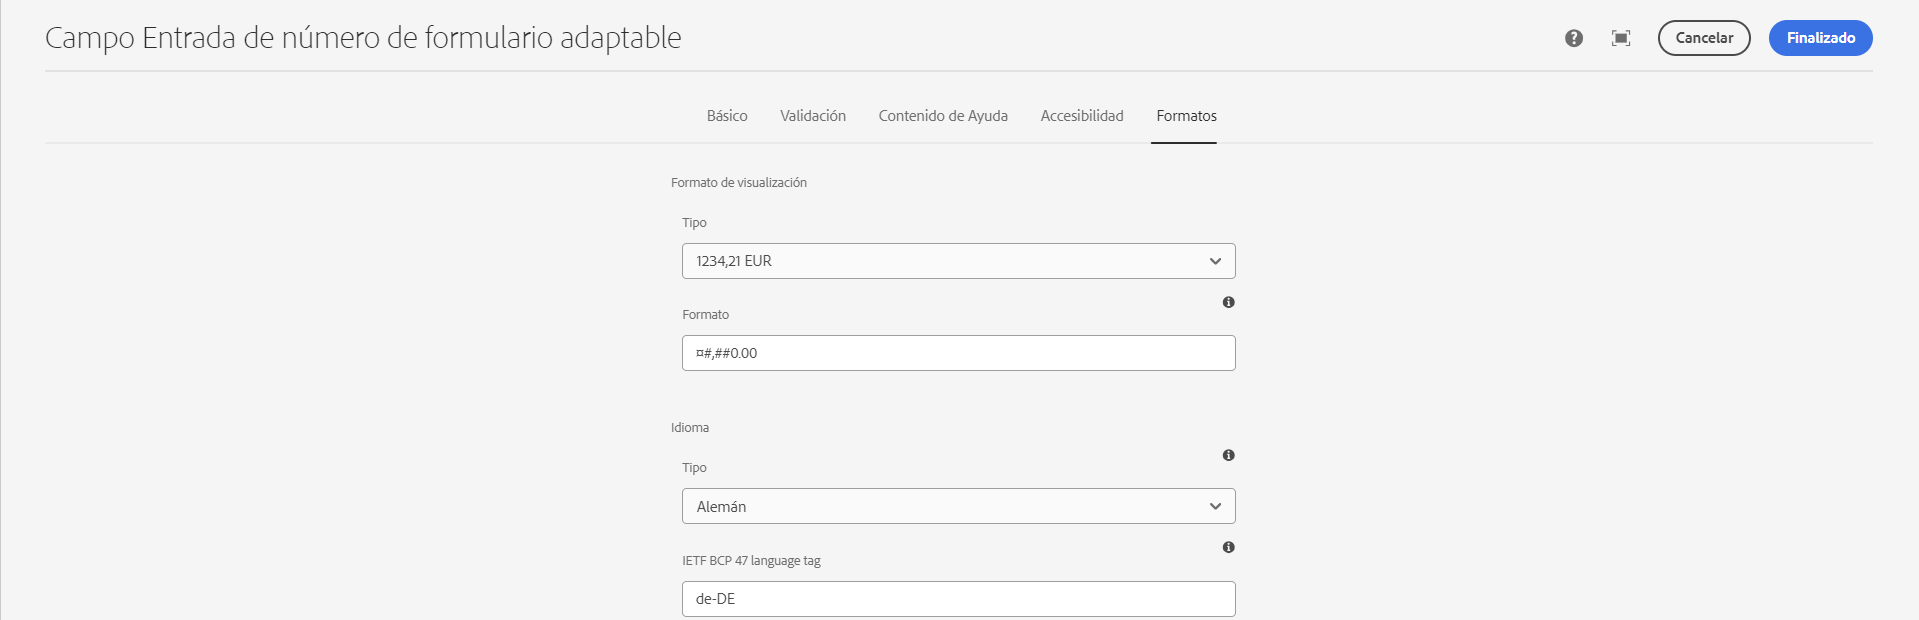 Campo Entrada de número de formulario adaptable
Cancelar
Finalizado
Básico Validación Contenido de Ayuda Accesibilidad Formatos
Formato de visualización
Tipo
1234,21 EUR
Formato
¤#,##0.00
Idioma
Tipo
Alemán
IETF BCP 47 language tag
de-DE